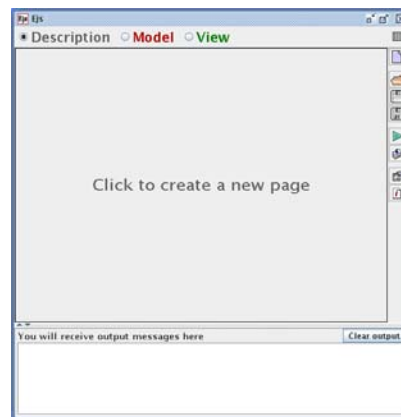 Ejs
Description Model View
Click to create a new page
You will receive output messages here Clear output